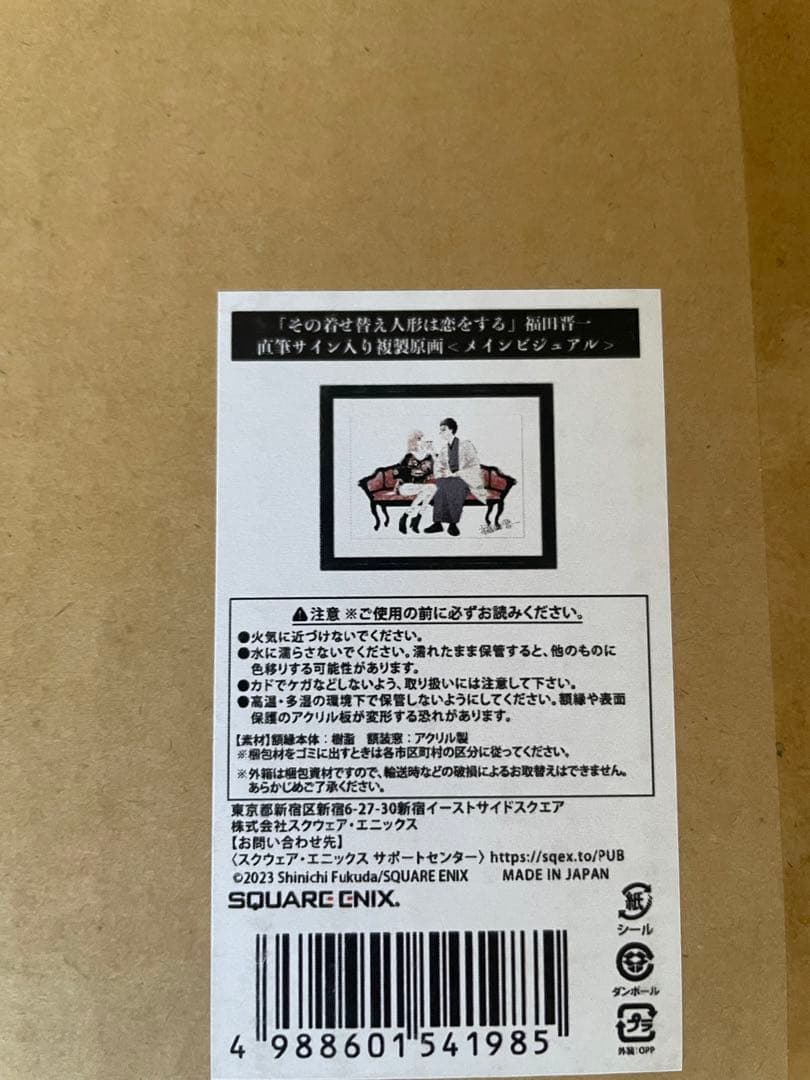 「その着せ替え人形は恋をする」福田晋一
直筆サイン入り複製原画<メインビジュアル>
福田晋一
注意 ※ご使用の前に必ずお読みください。
●火気に近づけないでください。
●水に濡らさないでください。濡れたまま保管すると、他のものに
色移りする可能性があります。
●カドでケガなどしないよう、取り扱いには注意して下さい。
●高温・多湿の環境下で保管しないようにしてください。額縁や表面
保護のアクリル板が変形する恐れがあります。
【素材】額縁本体:樹脂 額装窓:アクリル製
※梱包材をゴミに出すときは各市区町村の区分に従ってください。
※外箱は梱包資材ですので、輸送時などの破損によるお取替えはできません。
あらかじめご了承ください。
東京都新宿区新宿6-27-30新宿イーストサイドスクエア
株式会社スクウェア・エニックス
【お問い合わせ先】
〈スクウェア・エニックス サポートセンター〉https://sqex.to/PUB
©2023 Shinichi Fukuda/SQUARE ENIX MADE IN JAPAN
SQUARE ENIX.
紙
シール
ダンボール
プラ
外装:OPP
4 988601 541985